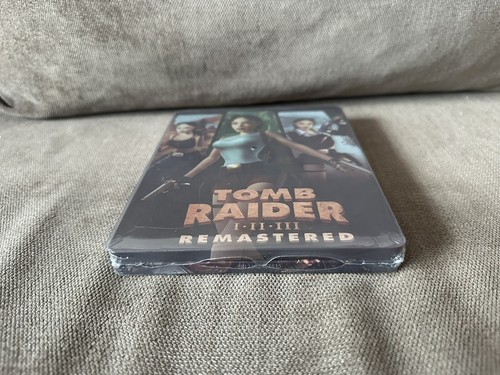 TOMB
RAIDER
I·II·III
REMASTERED